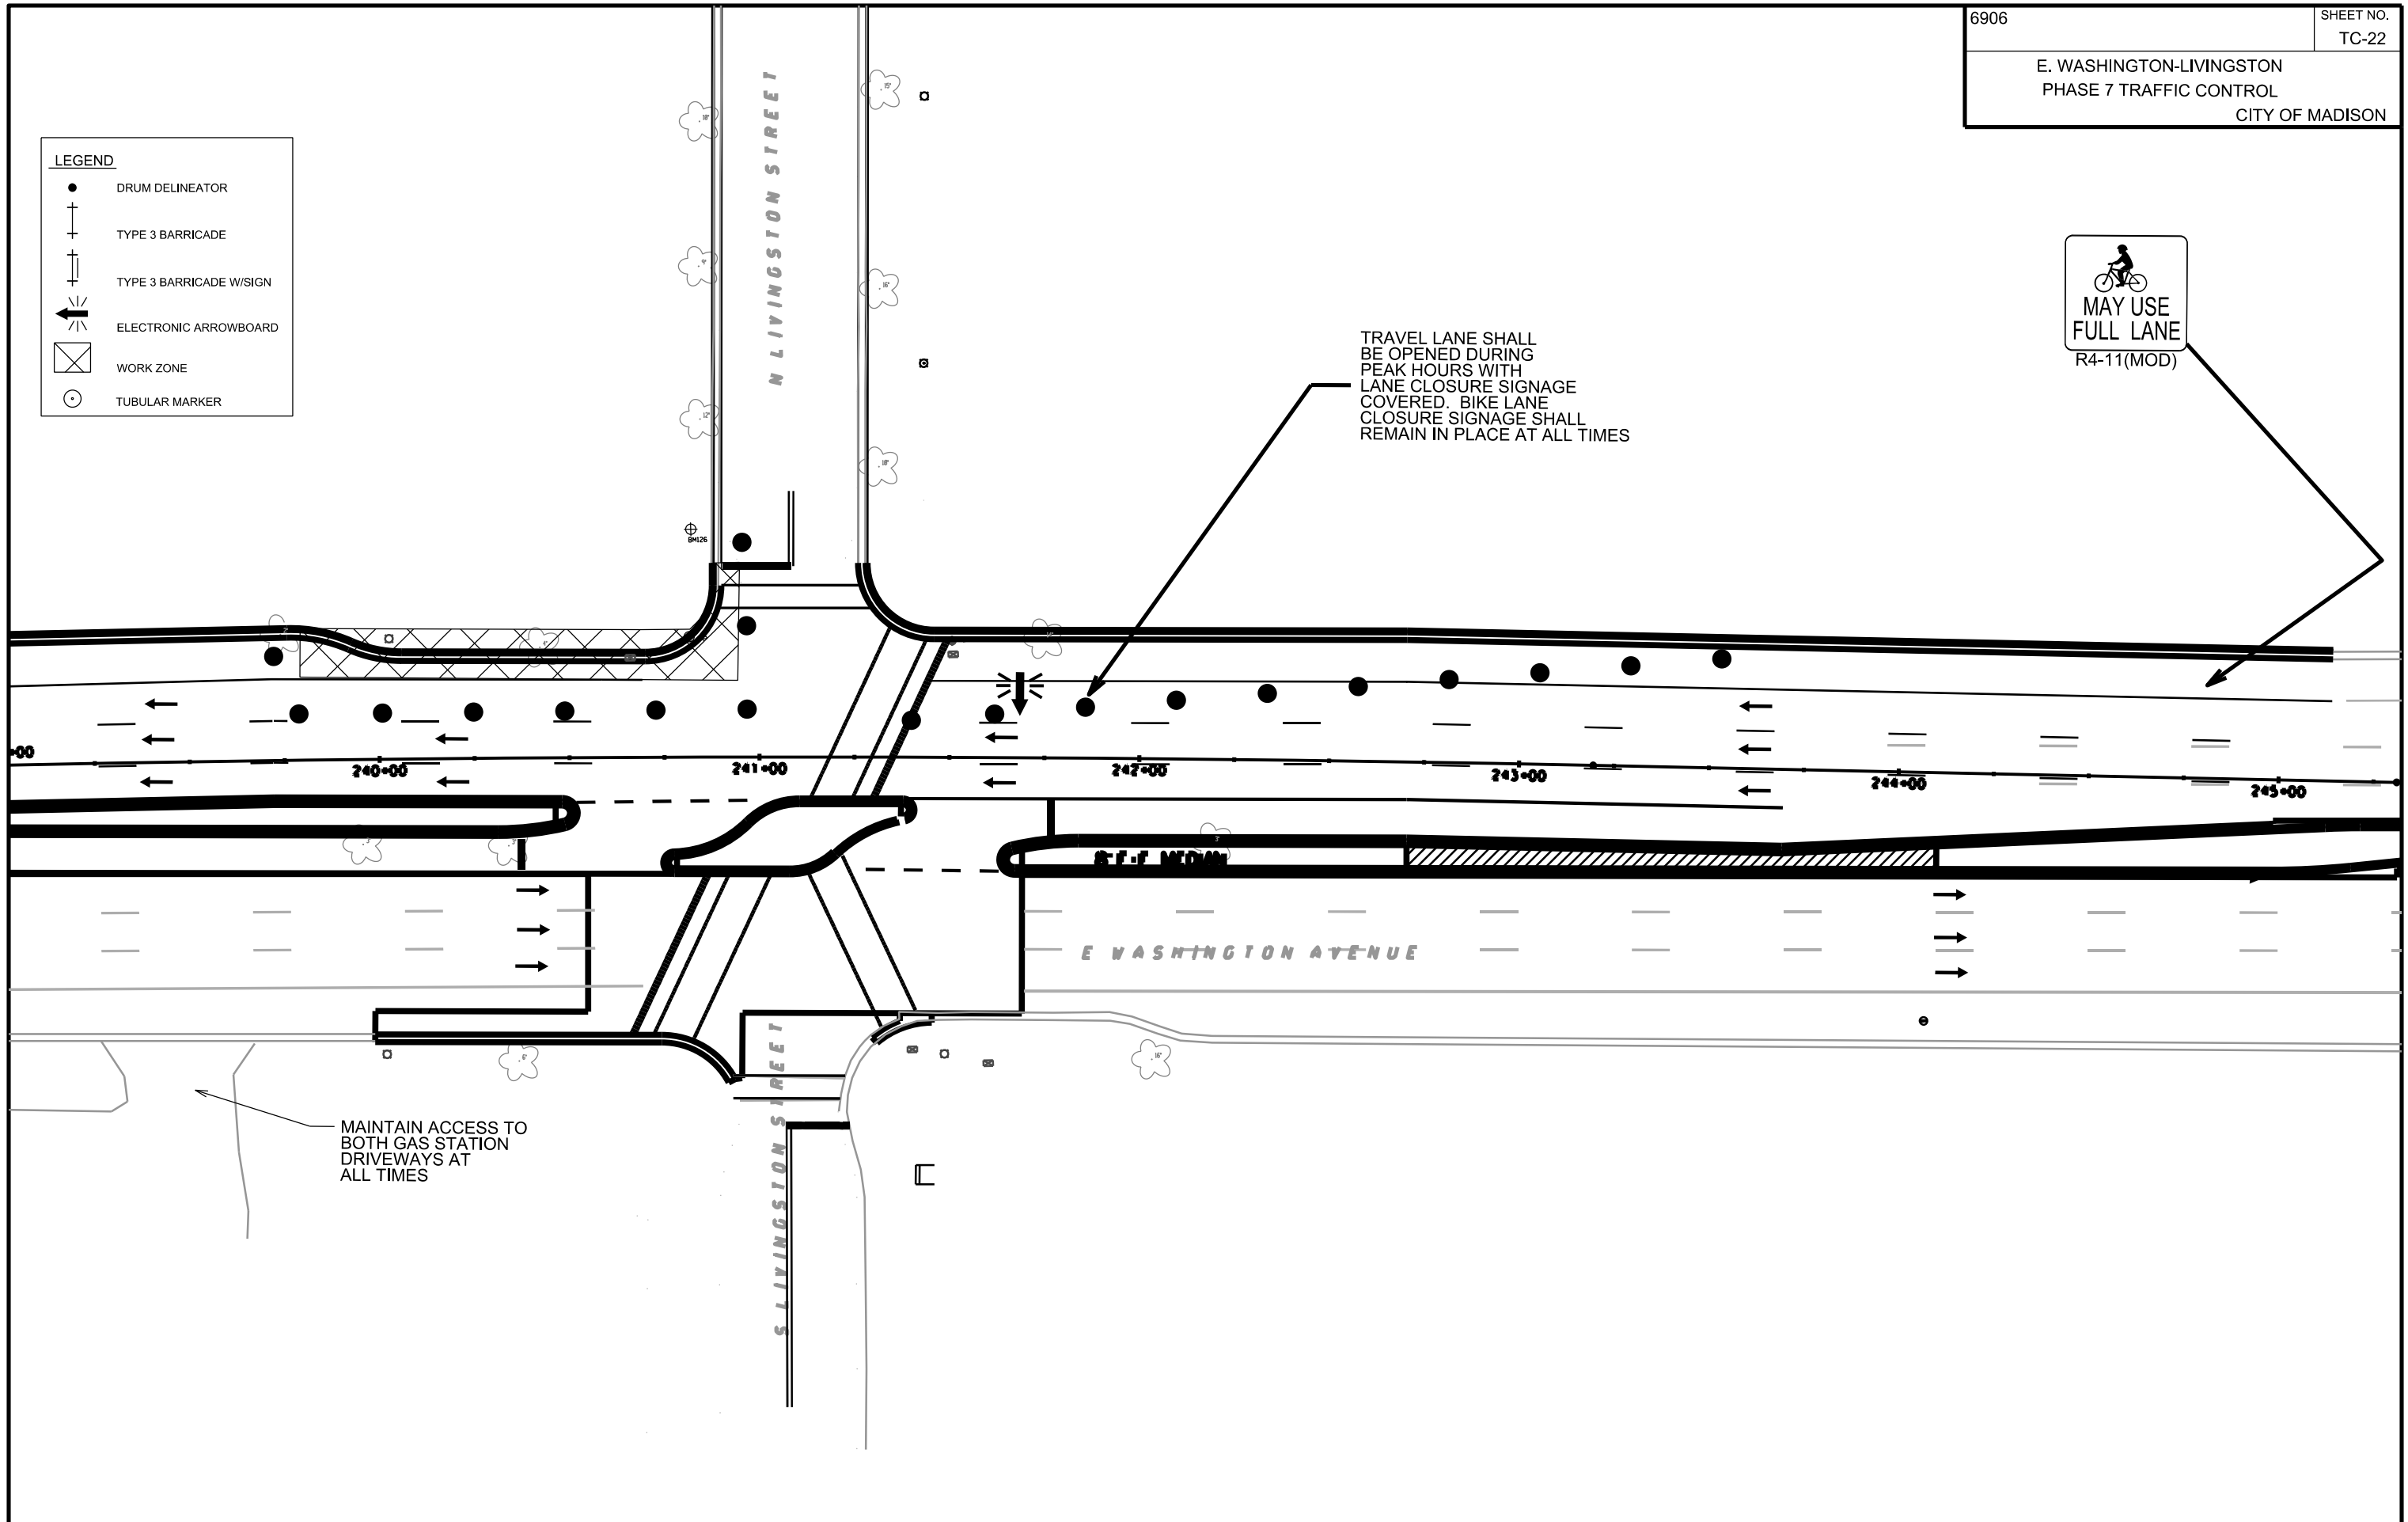 6906
SHEET NO.
TC-22
E. WASHINGTON-LIVINGSTON
PHASE 7 TRAFFIC CONTROL
CITY OF MADISON
LEGEND
DRUM DELINEATOR
TYPE 3 BARRICADE
TYPE 3 BARRICADE W/SIGN
ELECTRONIC ARROWBOARD
WORK ZONE
TUBULAR MARKER
N LIVINGSTON STREET
MAY USE
FULL LANE
R4-11(MOD)
TRAVEL LANE SHALL
BE OPENED DURING
PEAK HOURS WITH
LANE CLOSURE SIGNAGE
COVERED. BIKE LANE
CLOSURE SIGNAGE SHALL
REMAIN IN PLACE AT ALL TIMES
BM126
+00
240+00
241+00
242+00
243+00
244+00
245+00
MEDIAN
E WASHINGTON AVENUE
S LIVINGSTON STREET
MAINTAIN ACCESS TO
BOTH GAS STATION
DRIVEWAYS AT
ALL TIMES